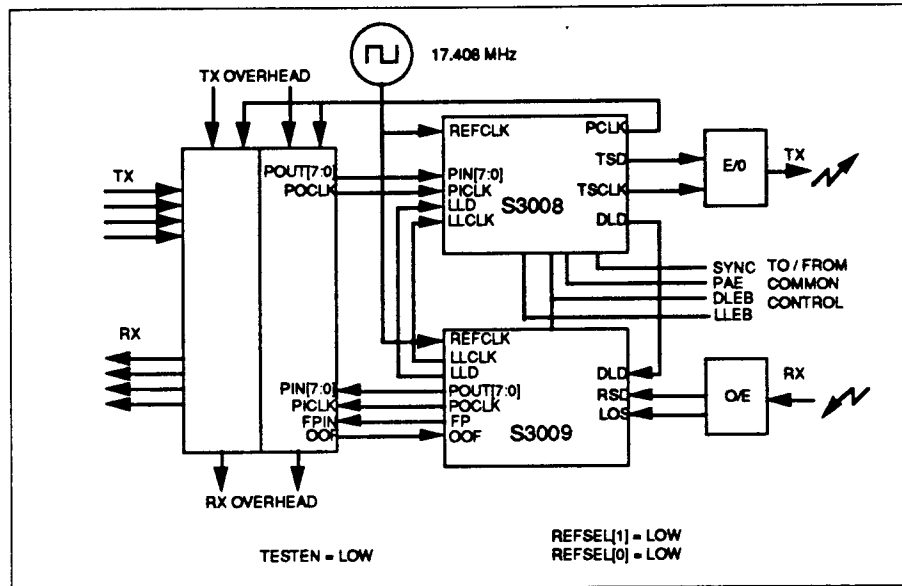 17.408 MHz
TX OVERHEAD
REFCLK
PCLK
TSD
E/0
TX
TX
POUT[7:0]
POCLK
PIN[7:0]
PICLK
LLD
LLCLK
S3008
TSCLK
DLD
SYNC
PAE
DLEB
LLEB
TO / FROM
COMMON
CONTROL
RX
REFCLK
LLCLK
LLD
POUT[7:0]
POCLK
FP
OOF
PIN[7:0]
PICLK
FPIN
OOF
S3009
DLD
RSD
LOS
O/E
RX
RX OVERHEAD
TESTEN = LOW
REFSEL[1] = LOW
REFSEL[0] = LOW